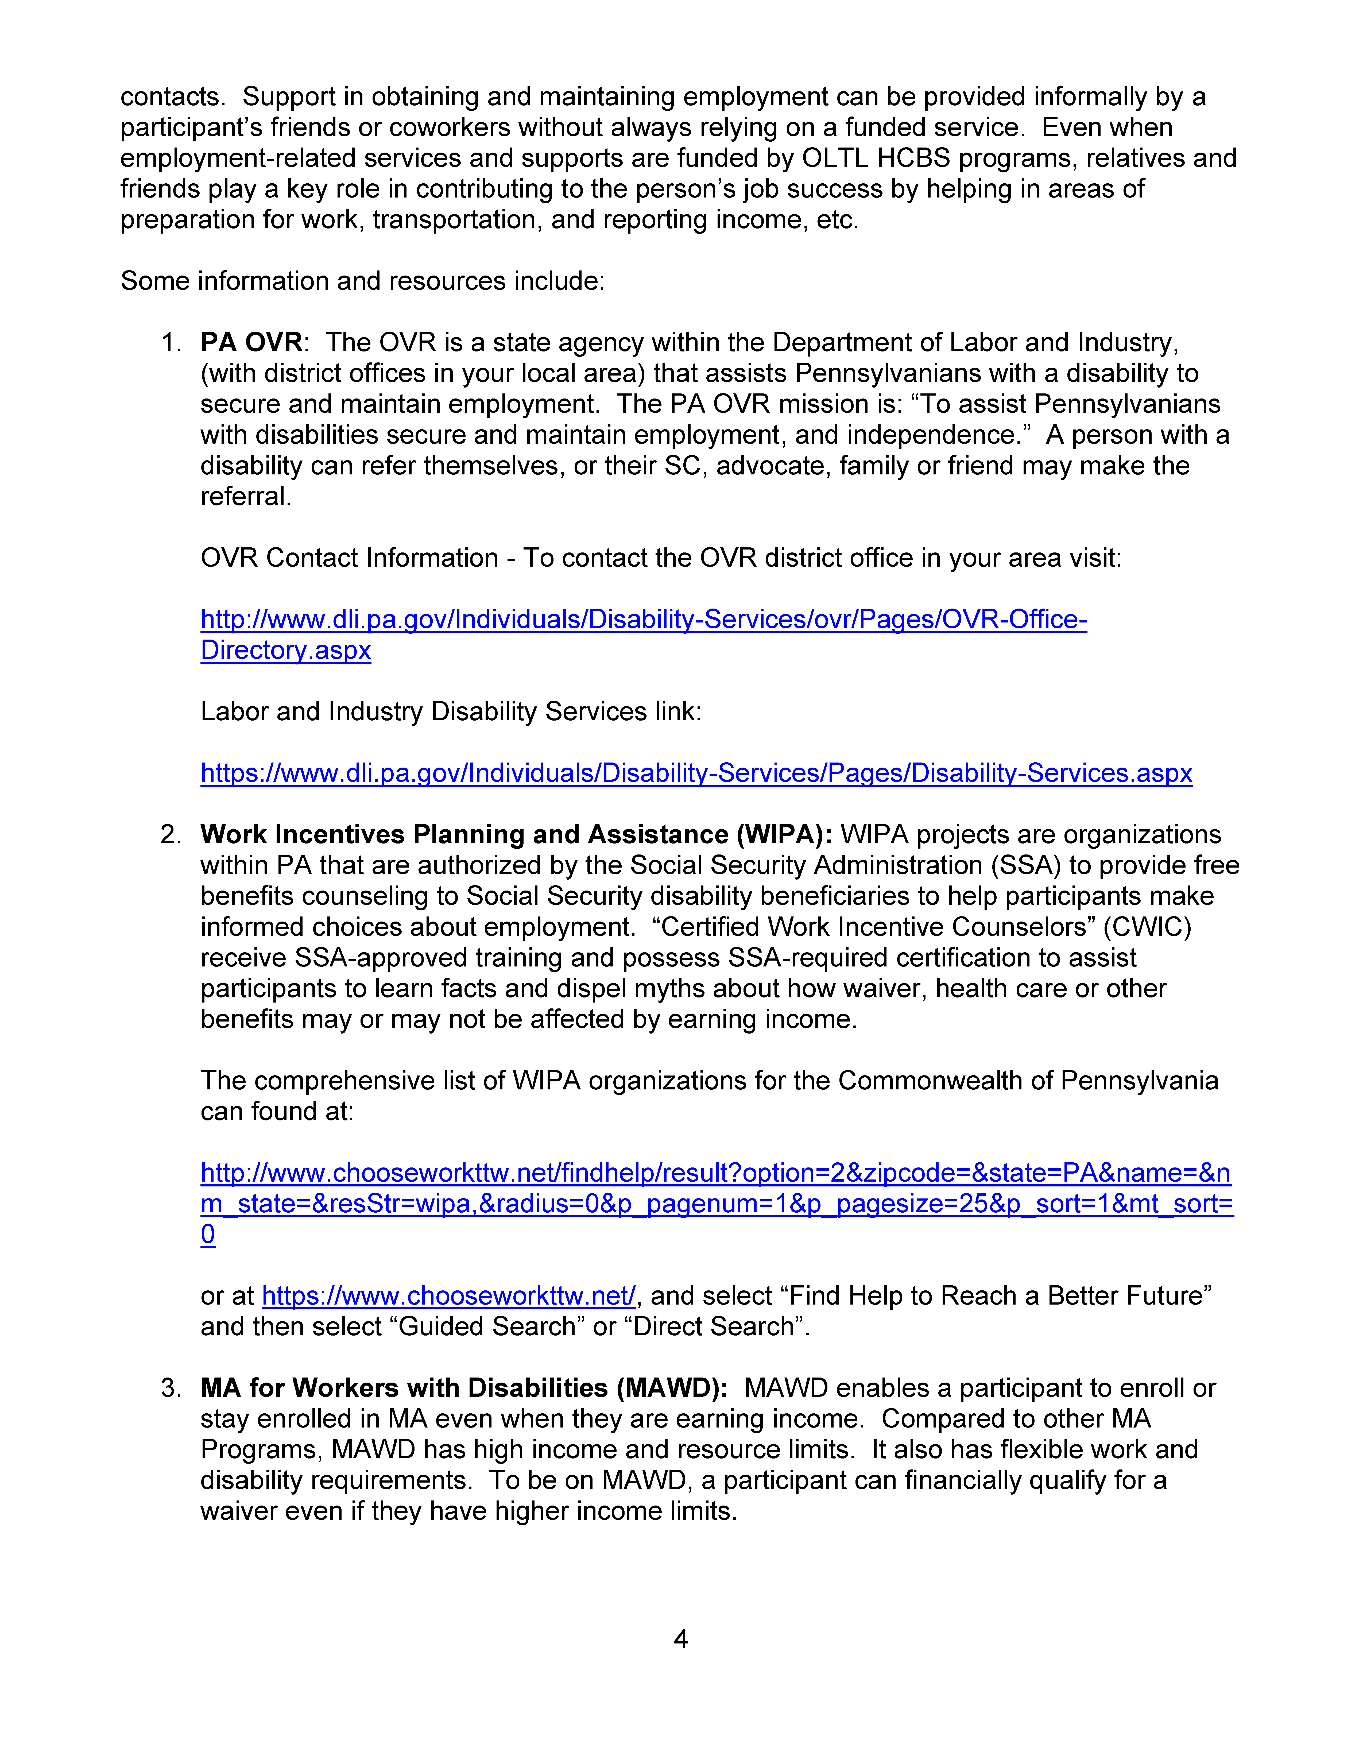 contacts.  Support in obtaining and maintaining employment can be provided informally by a
participant’s friends or coworkers without always relying on a funded service.  Even when
employment-related services and supports are funded by OLTL HCBS programs, relatives and
friends play a key role in contributing to the person’s job success by helping in areas of
preparation for work, transportation, and reporting income, etc.
Some information and resources include:
1. PA OVR:  The OVR is a state agency within the Department of Labor and Industry,
(with district offices in your local area) that assists Pennsylvanians with a disability to
secure and maintain employment.  The PA OVR mission is: “To assist Pennsylvanians
with disabilities secure and maintain employment, and independence.”  A person with a
disability can refer themselves, or their SC, advocate, family or friend may make the
referral.
OVR Contact Information - To contact the OVR district office in your area visit:
http://www.dli.pa.gov/Individuals/Disability-Services/ovr/Pages/OVR-Office-
Directory.aspx
Labor and Industry Disability Services link:
https://www.dli.pa.gov/Individuals/Disability-Services/Pages/Disability-Services.aspx
2. Work Incentives Planning and Assistance (WIPA): WIPA projects are organizations
within PA that are authorized by the Social Security Administration (SSA) to provide free
benefits counseling to Social Security disability beneficiaries to help participants make
informed choices about employment.  “Certified Work Incentive Counselors” (CWIC)
receive SSA-approved training and possess SSA-required certification to assist
participants to learn facts and dispel myths about how waiver, health care or other
benefits may or may not be affected by earning income.
The comprehensive list of WIPA organizations for the Commonwealth of Pennsylvania
can found at:
http://www.chooseworkttw.net/findhelp/result?option=2&zipcode=&state=PA&name=&n
m_state=&resStr=wipa,&radius=0&p_pagenum=1&p_pagesize=25&p_sort=1&mt_sort=
0
or at https://www.chooseworkttw.net/, and select “Find Help to Reach a Better Future”
and then select “Guided Search” or “Direct Search”.
3. MA for Workers with Disabilities (MAWD):  MAWD enables a participant to enroll or
stay enrolled in MA even when they are earning income.  Compared to other MA
Programs, MAWD has high income and resource limits.  It also has flexible work and
disability requirements.  To be on MAWD, a participant can financially qualify for a
waiver even if they have higher income limits.
4